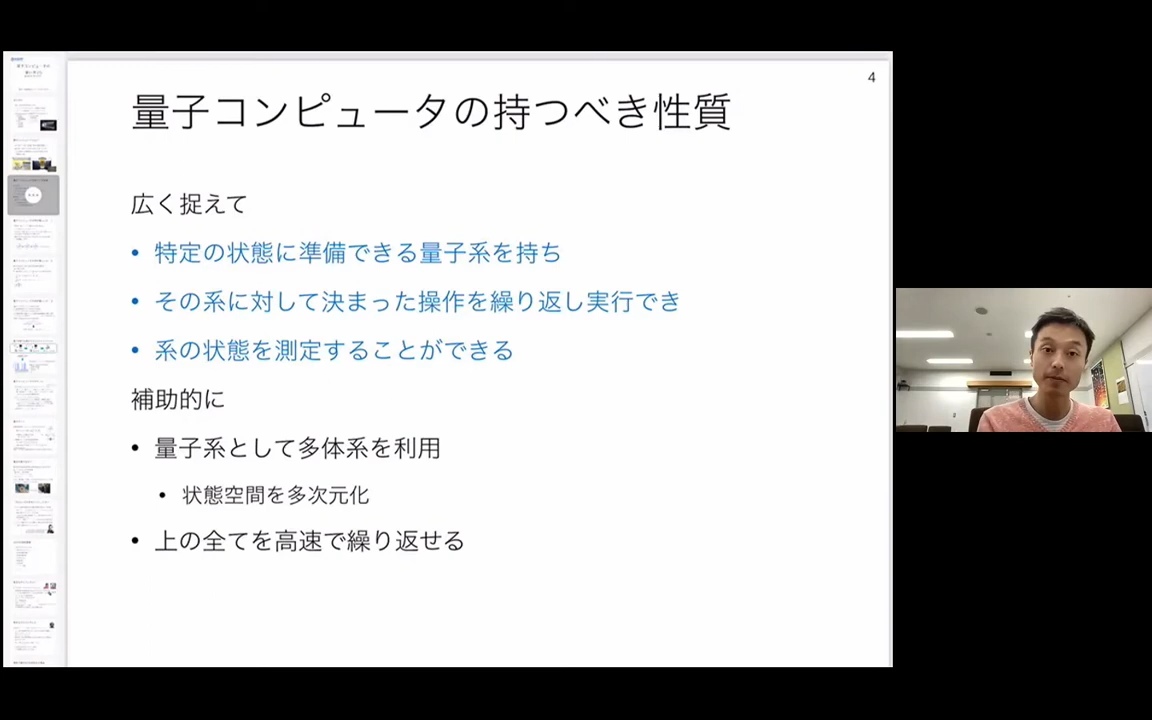 4
量子コンピュータの持つべき性質
広く捉えて
• 特定の状態に準備できる量子系を持ち
• その系に対して決まった操作を繰り返し実行でき
• 系の状態を測定することができる
補助的に
• 量子系として多体系を利用
• 状態空間を多次元化
• 上の全てを高速で繰り返せる